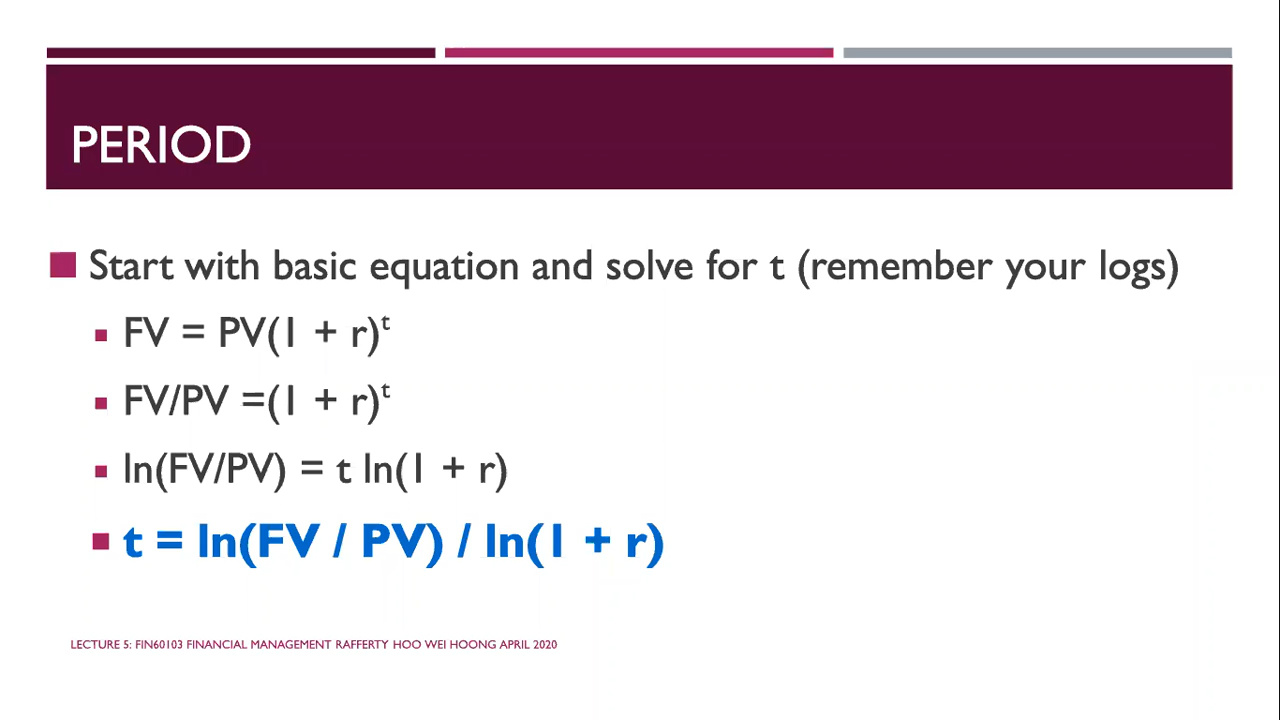 PERIOD
Start with basic equation and solve for t (remember your logs)
FV = PV(1 + r)ᵗ
FV/PV =(1 + r)ᵗ
ln(FV/PV) = t ln(1 + r)
t = ln(FV / PV) / ln(1 + r)
LECTURE 5: FIN60103 FINANCIAL MANAGEMENT RAFFERTY HOO WEI HOONG APRIL 2020